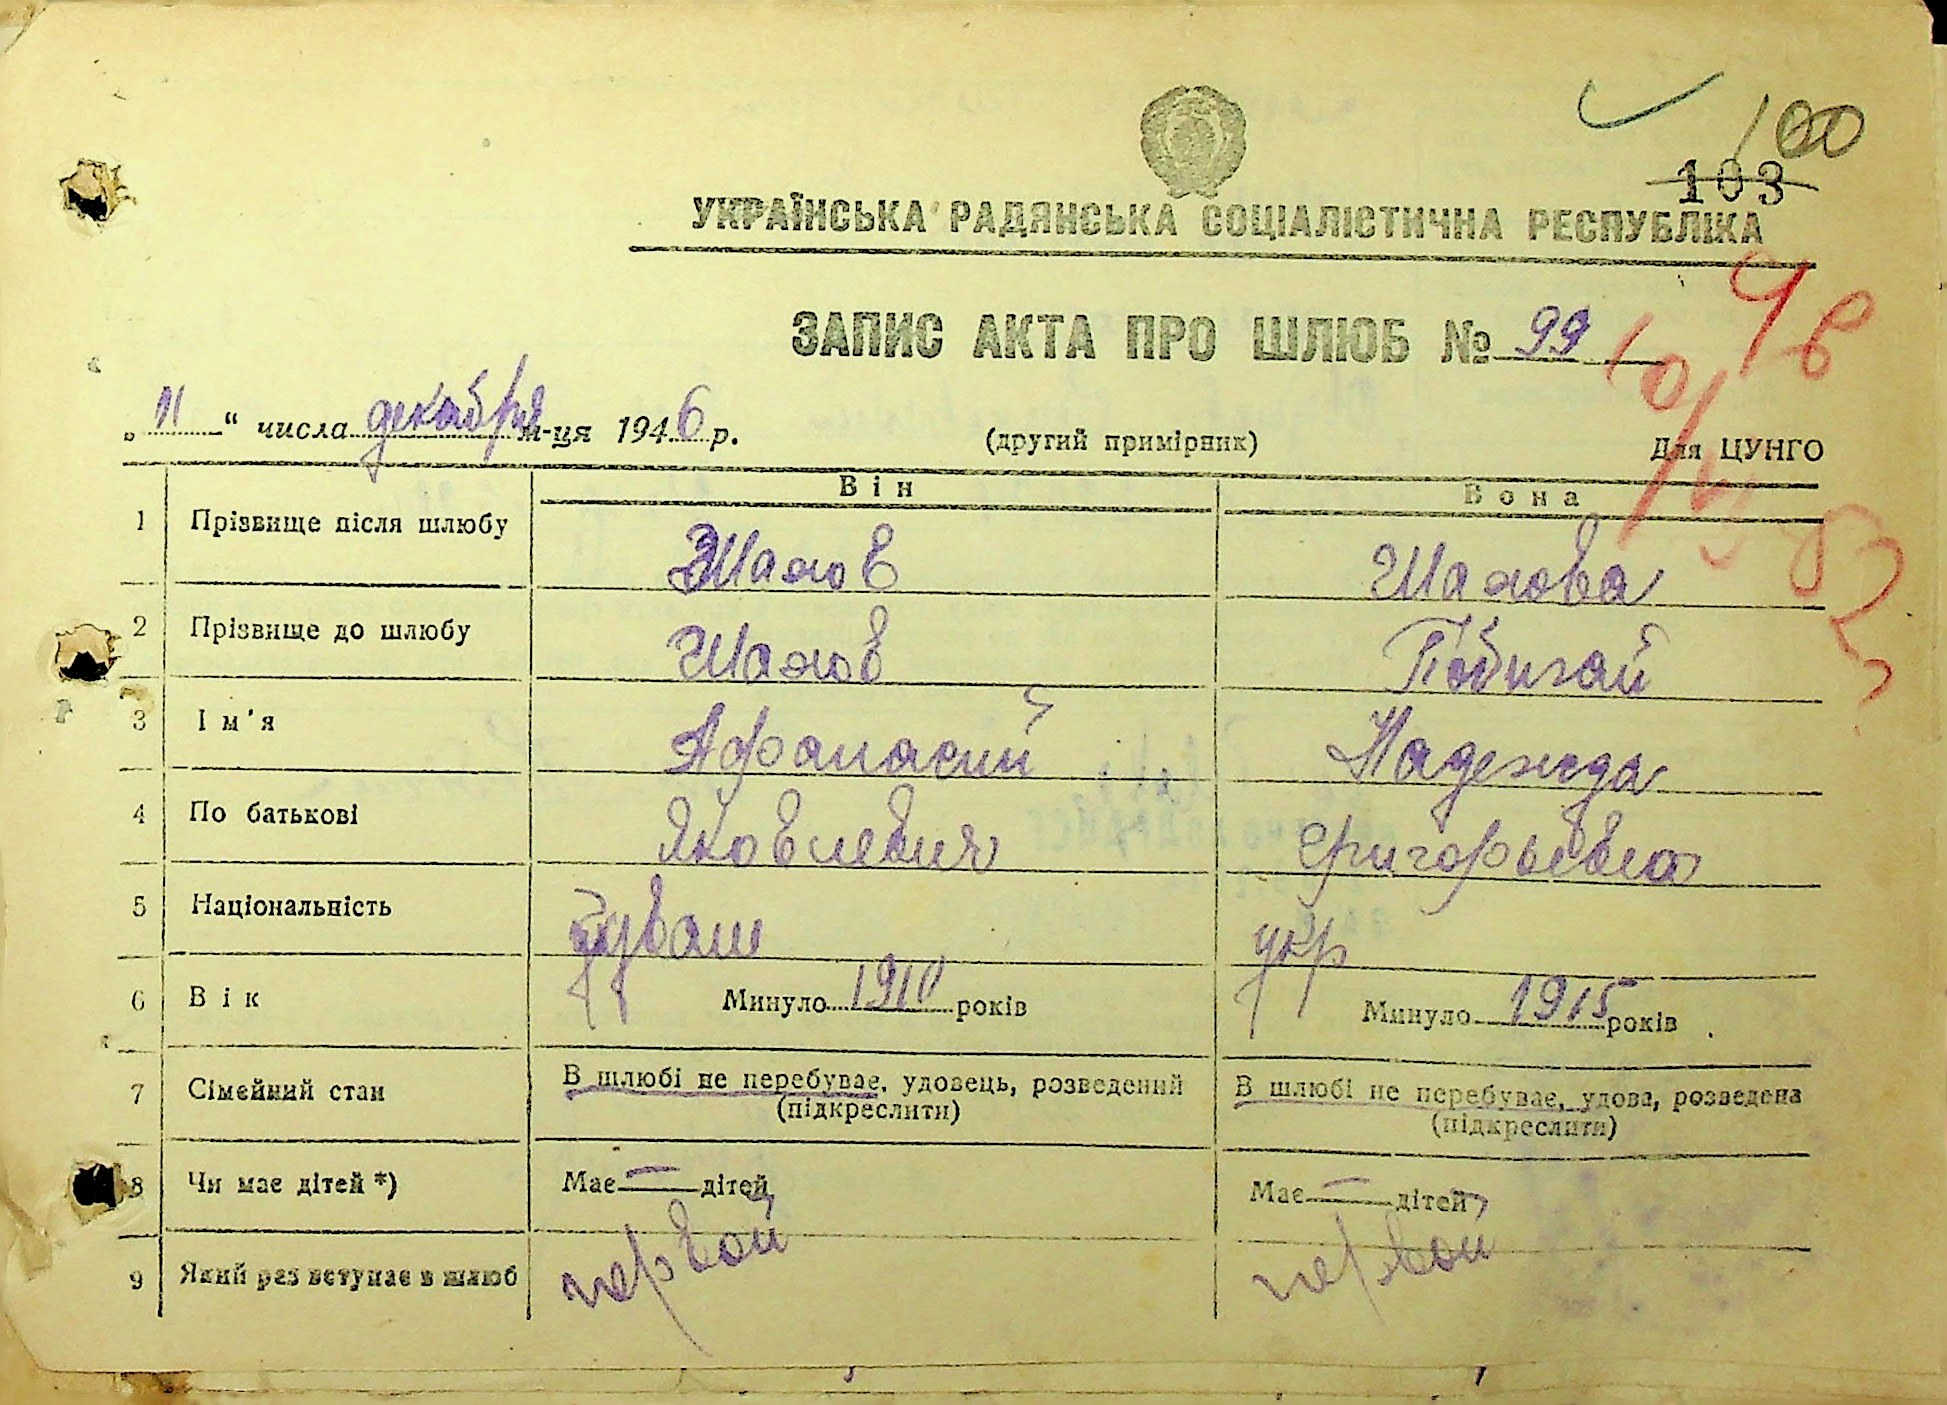 100
103
УКРАЇНСЬКА РАДЯНСЬКА СОЦІАЛІСТИЧНА РЕСПУБЛІКА
ЗАПИС АКТА ПРО ШЛЮБ № 99
„ 11 “ числа декабря м-ця 1946 р. (другий примірник) Для ЦУНГО
Він Вона
1 Прізвище після шлюбу Шахов Шахова
2 Прізвище до шлюбу Шахов
3 Ім'я Афанасий Надежда
4 По батькові Яковлевич Григорьевна
5 Національність чуваш укр
6 Вік Минуло 1910 років Минуло 1915 років
7 Сімейний стан В шлюбі не перебуває, удовець, розведений В шлюбі не перебуває, удова, розведена
(підкреслити) (підкреслити)
8 Чи має дітей *) Має — дітей Має — дітей
9 Який раз вступає в шлюб первой первой